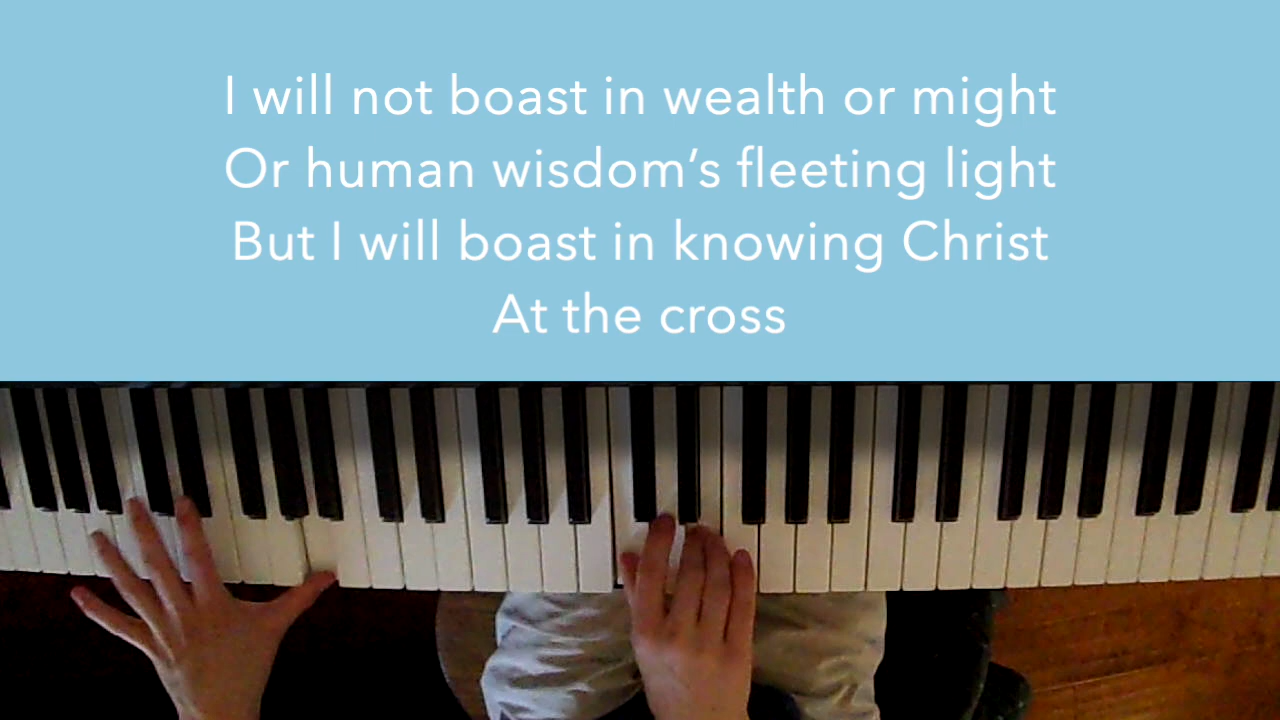 I will not boast in wealth or might
Or human wisdom’s fleeting light
But I will boast in knowing Christ
At the cross